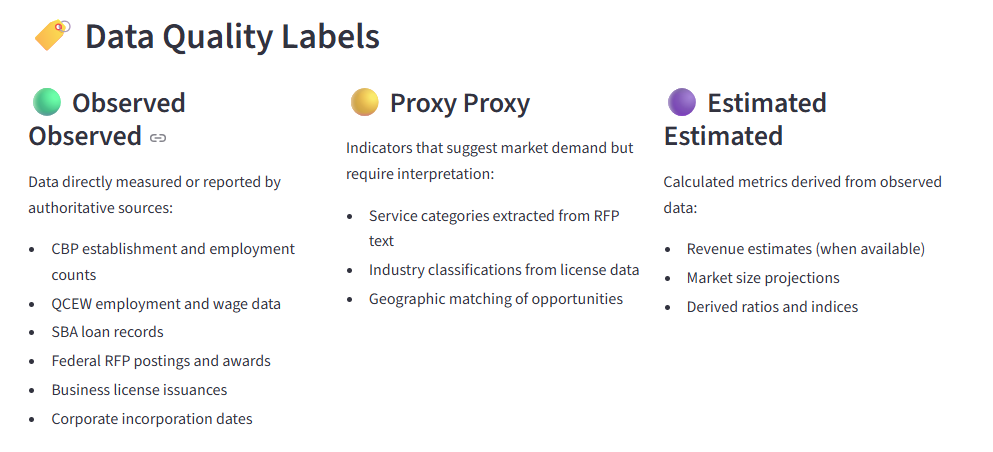 Data Quality Labels
Observed
Observed
Data directly measured or reported by
authoritative sources:
• CBP establishment and employment
counts
• QCEW employment and wage data
• SBA loan records
• Federal RFP postings and awards
• Business license issuances
• Corporate incorporation dates
Proxy Proxy
Indicators that suggest market demand but
require interpretation:
• Service categories extracted from RFP
text
• Industry classifications from license data
• Geographic matching of opportunities
Estimated
Estimated
Calculated metrics derived from observed
data:
• Revenue estimates (when available)
• Market size projections
• Derived ratios and indices